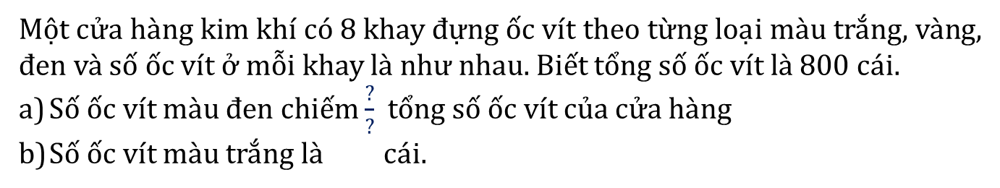 Một cửa hàng kim khí có 8 khay đựng ốc vít theo từng loại màu trắng, vàng,
đen và số ốc vít ở mỗi khay là như nhau. Biết tổng số ốc vít là 800 cái.
a) Số ốc vít màu đen chiếm ?/? tổng số ốc vít của cửa hàng
b) Số ốc vít màu trắng là cái.